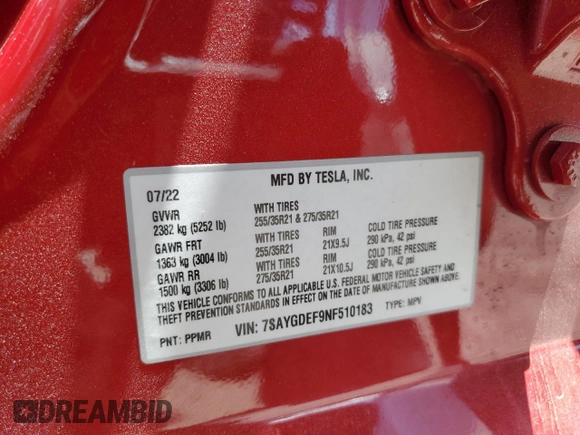 MFD BY TESLA, INC.
07/22
GVWR WITH TIRES
2382 kg (5252 lb) 255/35R21 & 275/35R21
GAWR FRT WITH TIRES RIM COLD TIRE PRESSURE
1363 kg (3004 lb) 255/35R21 21X9.5J 290 kPa, 42 psi
GAWR RR WITH TIRES RIM COLD TIRE PRESSURE
1500 kg (3306 lb) 275/35R21 21X10.5J 290 kPa, 42 psi
THIS VEHICLE CONFORMS TO ALL APPLICABLE U.S. FEDERAL MOTOR VEHICLE SAFETY AND
THEFT PREVENTION STANDARDS IN EFFECT ON THE DATE OF MANUFACTURE SHOWN ABOVE.
PNT: PPMR VIN: 7SAYGDEF9NF510183 TYPE: MPV
DREAMBID